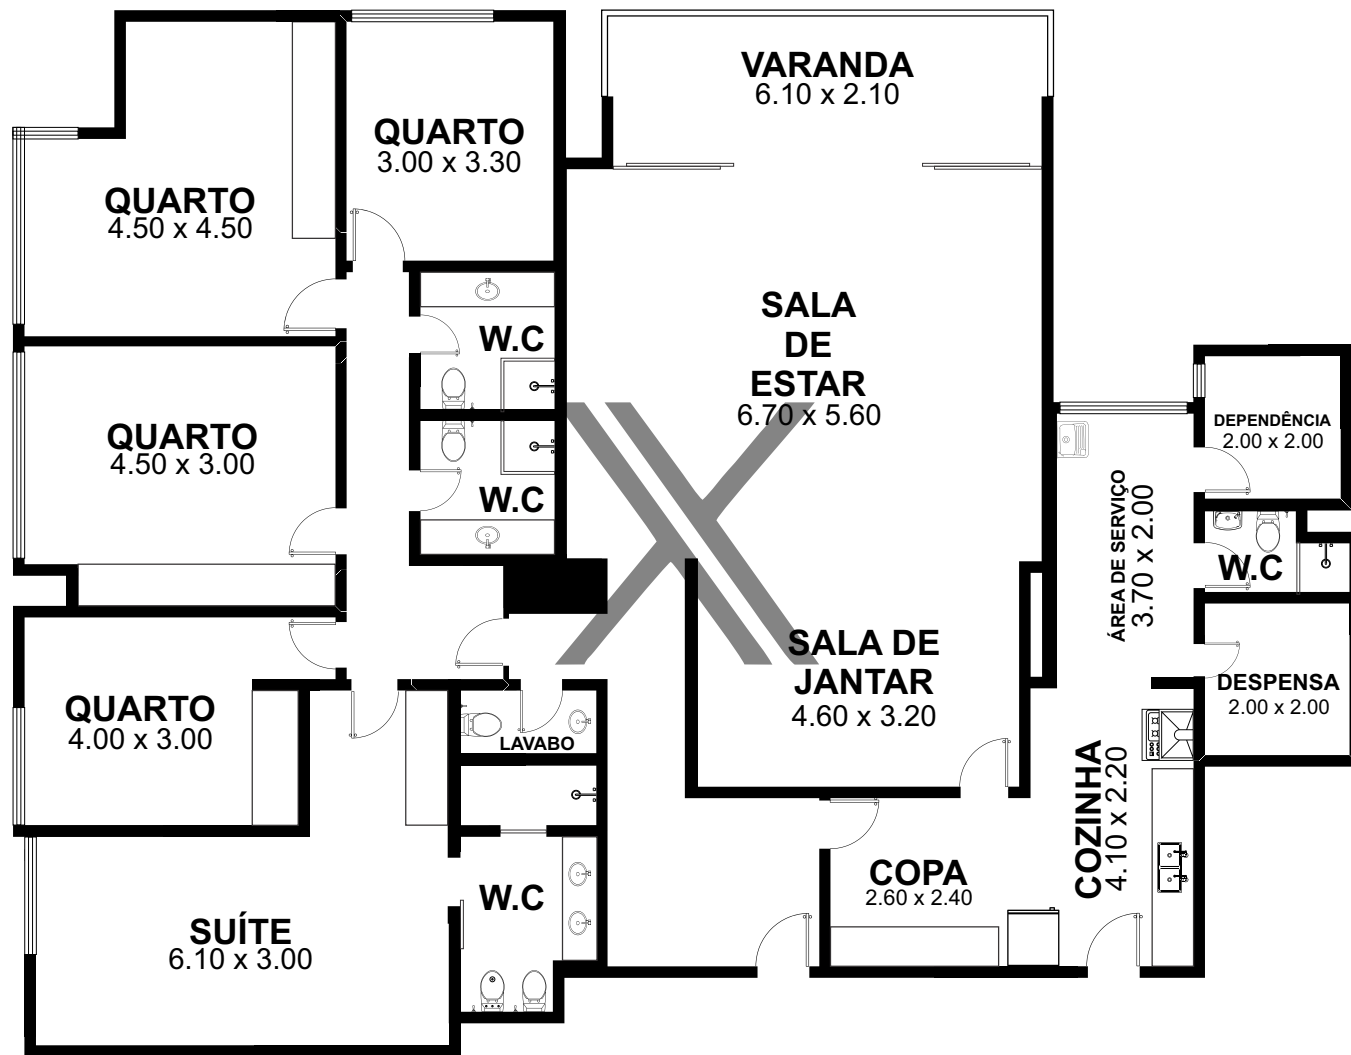 VARANDA
6.10 x 2.10
QUARTO
3.00 x 3.30
QUARTO
4.50 x 4.50
SALA
DE
ESTAR
6.70 x 5.60
W.C
QUARTO
4.50 x 3.00
W.C
DEPENDÊNCIA
2.00 x 2.00
ÁREA DE SERVIÇO
3.70 x 2.00
W.C
SALA DE
JANTAR
4.60 x 3.20
DESPENSA
2.00 x 2.00
QUARTO
4.00 x 3.00
LAVABO
COZINHA
4.10 x 2.20
COPA
2.60 x 2.40
W.C
SUÍTE
6.10 x 3.00